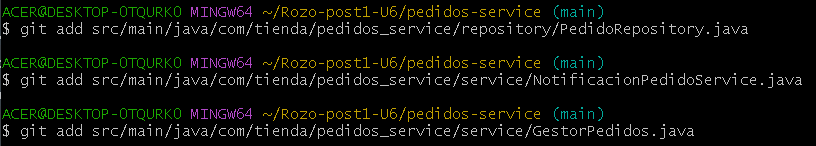 ACER@DESKTOP-OTQURKO MINGW64 ~/Rozo-post1-U6/pedidos-service (main)
$ git add src/main/java/com/tienda/pedidos_service/repository/PedidoRepository.java
ACER@DESKTOP-OTQURKO MINGW64 ~/Rozo-post1-U6/pedidos-service (main)
$ git add src/main/java/com/tienda/pedidos_service/service/NotificacionPedidoService.java
ACER@DESKTOP-OTQURKO MINGW64 ~/Rozo-post1-U6/pedidos-service (main)
$ git add src/main/java/com/tienda/pedidos_service/service/GestorPedidos.java